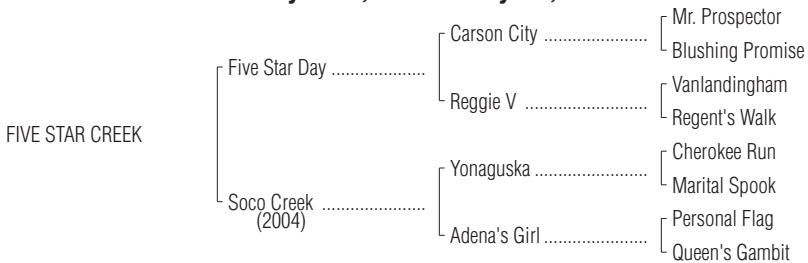 Mr. Prospector
Carson City ......................
Blushing Promise
Five Star Day ....................
Vanlandingham
Reggie V ..........................
Regent's Walk
FIVE STAR CREEK
Cherokee Run
Yonaguska ........................
Marital Spook
Soco Creek ......................
(2004)
Personal Flag
Adena's Girl ......................
Queen's Gambit